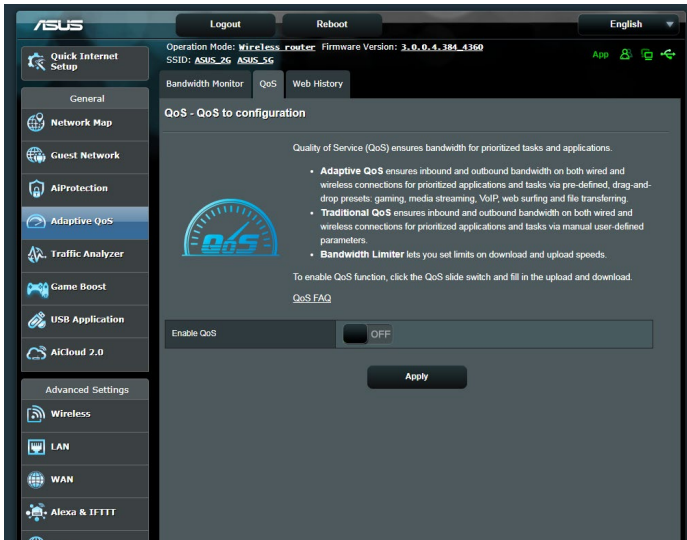 ASUS
Logout
Reboot
English
Quick Internet
Setup
Operation Mode: Wireless router Firmware Version: 3.0.0.4.384_4360
SSID: ASUS_2G ASUS_5G
App
Bandwidth Monitor
QoS
Web History
General
Network Map
Guest Network
AiProtection
Adaptive QoS
Traffic Analyzer
Game Boost
USB Application
AiCloud 2.0
Advanced Settings
Wireless
LAN
WAN
Alexa & IFTTT
QoS - QoS to configuration
QoS
Quality of Service (QoS) ensures bandwidth for prioritized tasks and applications.
• Adaptive QoS ensures inbound and outbound bandwidth on both wired and
wireless connections for prioritized applications and tasks via pre-defined, drag-and-
drop presets: gaming, media streaming, VoIP, web surfing and file transferring.
• Traditional QoS ensures inbound and outbound bandwidth on both wired and
wireless connections for prioritized applications and tasks via manual user-defined
parameters.
• Bandwidth Limiter lets you set limits on download and upload speeds.
To enable QoS function, click the QoS slide switch and fill in the upload and download.
QoS FAQ
Enable QoS
OFF
Apply